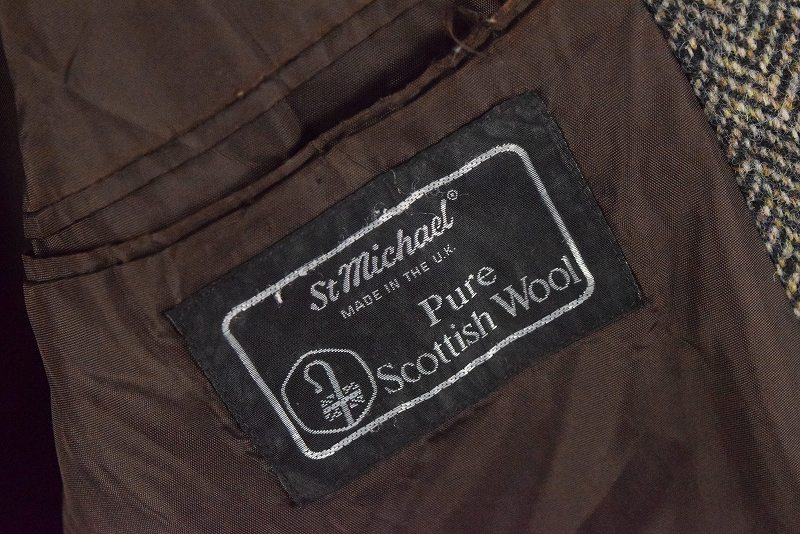 St Michael®
MADE IN THE U.K.
Pure
Scottish Wool